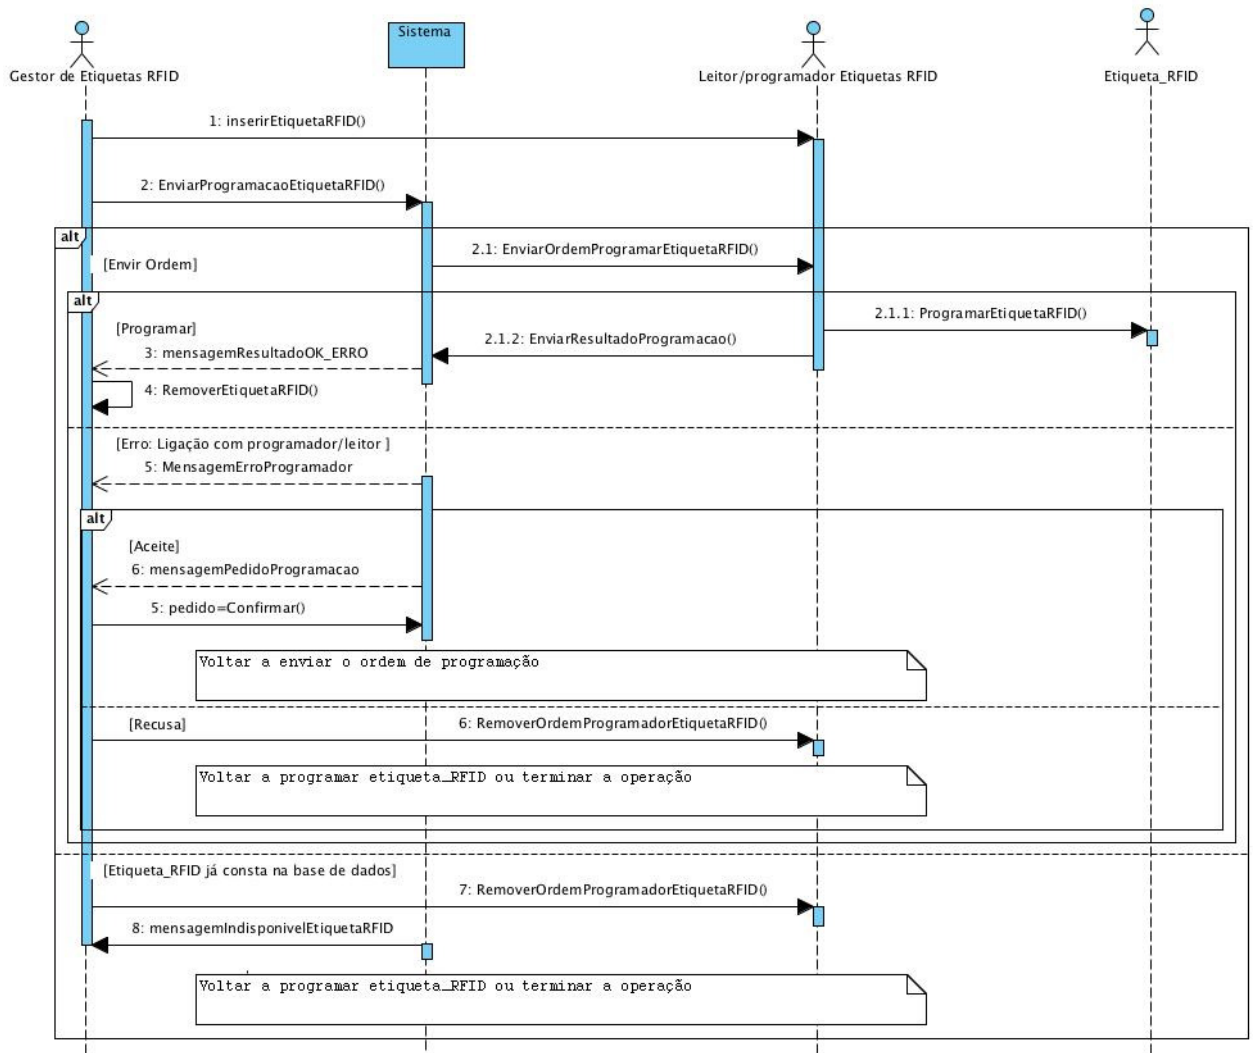 Gestor de Etiquetas RFID
Sistema
Leitor/programador Etiquetas RFID
Etiqueta_RFID
1: inserirEtiquetaRFID()
2: EnviarProgramacaoEtiquetaRFID()
alt
[Envir Ordem]
2.1: EnviarOrdemProgramarEtiquetaRFID()
alt
[Programar]
2.1.1: ProgramarEtiquetaRFID()
2.1.2: EnviarResultadoProgramacao()
3: mensagemResultadoOK_ERRO
4: RemoverEtiquetaRFID()
[Erro: Ligação com programador/leitor ]
5: MensagemErroProgramador
alt
[Aceite]
6: mensagemPedidoProgramacao
5: pedido=Confirmar()
Voltar a enviar o ordem de programação
[Recusa]
6: RemoverOrdemProgramadorEtiquetaRFID()
Voltar a programar etiqueta_RFID ou terminar a operação
[Etiqueta_RFID já consta na base de dados]
7: RemoverOrdemProgramadorEtiquetaRFID()
8: mensagemIndisponivelEtiquetaRFID
Voltar a programar etiqueta_RFID ou terminar a operação